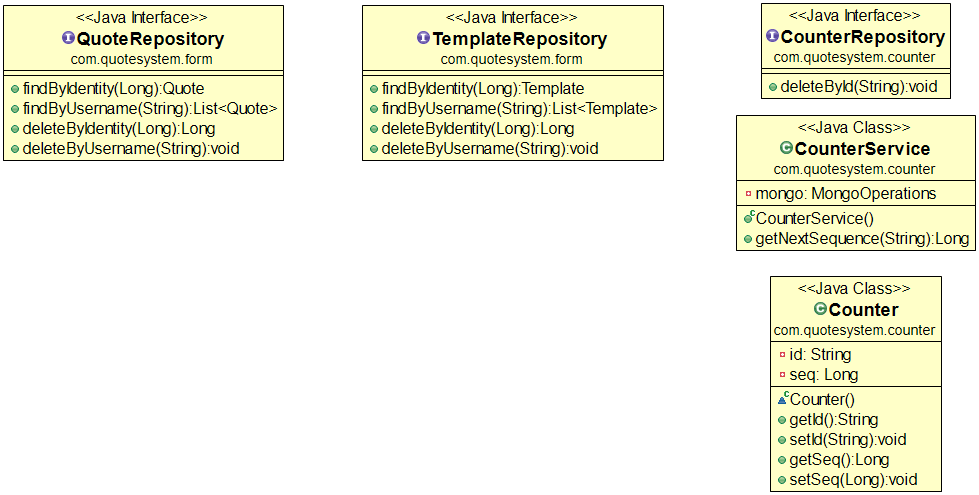 <<Java Interface>>
QuoteRepository
com.quotesystem.form
findByIdentity(Long):Quote
findByUsername(String):List<Quote>
deleteByIdentity(Long):Long
deleteByUsername(String):void
<<Java Interface>>
TemplateRepository
com.quotesystem.form
findByIdentity(Long):Template
findByUsername(String):List<Template>
deleteByIdentity(Long):Long
deleteByUsername(String):void
<<Java Interface>>
CounterRepository
com.quotesystem.counter
deleteById(String):void
<<Java Class>>
CounterService
com.quotesystem.counter
mongo: MongoOperations
CounterService()
getNextSequence(String):Long
<<Java Class>>
Counter
com.quotesystem.counter
id: String
seq: Long
Counter()
getId():String
setId(String):void
getSeq():Long
setSeq(Long):void